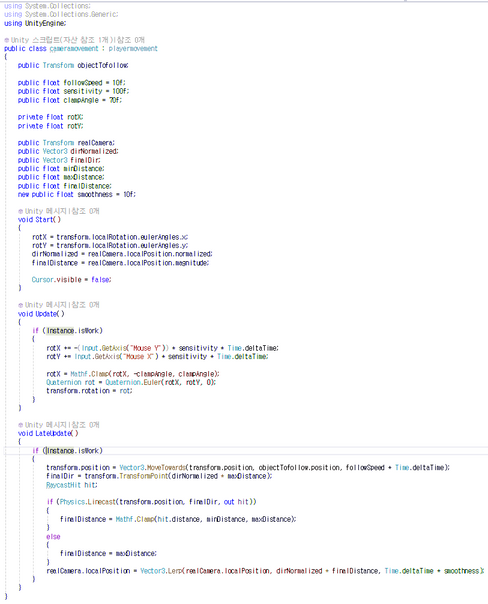 using System.Collections;
using System.Collections.Generic;
using UnityEngine;
Unity 스크립트(자산 참조 1개)|참조 0개
public class cameramovement : playermovement
{
public Transform objectTofollow;
public float followSpeed = 10f;
public float sensitivity = 100f;
public float clampAngle = 70f;
private float rotX;
private float rotY;
public Transform realCamera;
public Vector3 dirNormalized;
public Vector3 finalDir;
public float minDistance;
public float maxDistance;
public float finalDistance;
new public float smoothness = 10f;
Unity 메시지|참조 0개
void Start()
{
rotX = transform.localRotation.eulerAngles.x;
rotY = transform.localRotation.eulerAngles.y;
dirNormalized = realCamera.localPosition.normalized;
finalDistance = realCamera.localPosition.magnitude;
Cursor.visible = false;
}
Unity 메시지|참조 0개
void Update()
{
if (Instance.isWork)
{
rotX += -(Input.GetAxis("Mouse Y")) * sensitivity * Time.deltaTime;
rotY += Input.GetAxis("Mouse X") * sensitivity * Time.deltaTime;
rotX = Mathf.Clamp(rotX, -clampAngle, clampAngle);
Quaternion rot = Quaternion.Euler(rotX, rotY, 0);
transform.rotation = rot;
}
}
Unity 메시지|참조 0개
void LateUpdate()
{
if (Instance.isWork)
{
transform.position = Vector3.MoveTowards(transform.position, objectTofollow.position, followSpeed * Time.deltaTime);
finalDir = transform.TransformPoint(dirNormalized * maxDistance);
RaycastHit hit;
if (Physics.Linecast(transform.position, finalDir, out hit))
{
finalDistance = Mathf.Clamp(hit.distance, minDistance, maxDistance);
}
else
{
finalDistance = maxDistance;
}
realCamera.localPosition = Vector3.Lerp(realCamera.localPosition, dirNormalized * finalDistance, Time.deltaTime * smoothness);
}
}
}